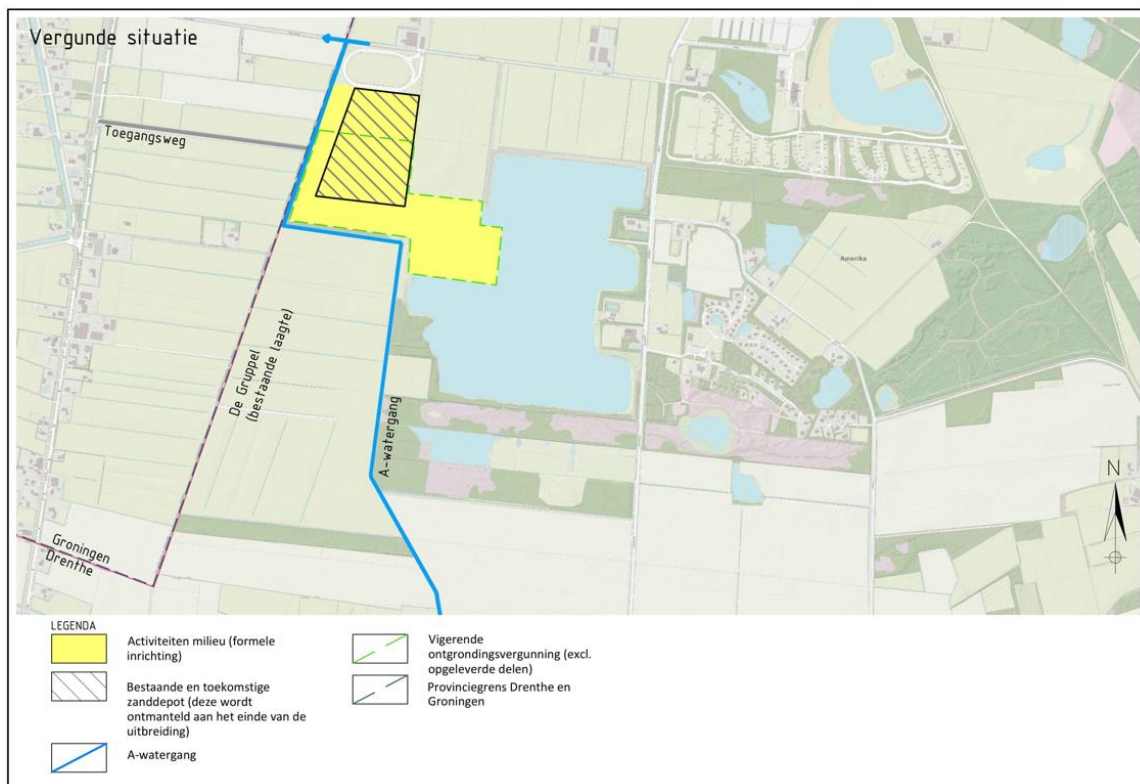 Vergunde situatie
Toegangsweg
Amerika
De Gruppel
(bestaande laagte)
A-watergang
N
Groningen
Drenthe
LEGENDA
Activiteiten milieu (formele
inrichting)
Bestaande en toekomstige
zanddepot (deze wordt
ontmanteld aan het einde van de
uitbreiding)
A-watergang
Vigerende
ontgrondingsvergunning (excl.
opgeleverde delen)
Provinciegrens Drenthe en
Groningen